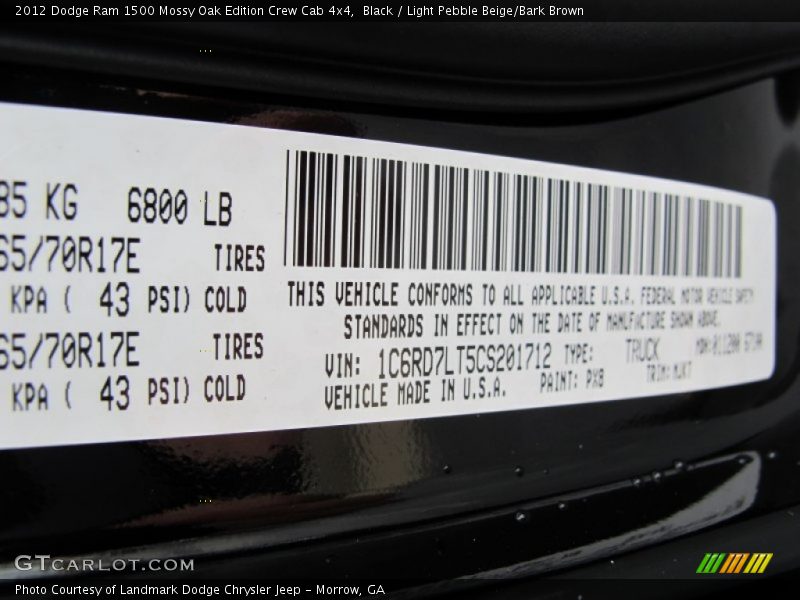 2012 Dodge Ram 1500 Mossy Oak Edition Crew Cab 4x4, Black / Light Pebble Beige/Bark Brown
85 KG 6800 LB
65/70R17E TIRES
KPA ( 43 PSI) COLD
65/70R17E TIRES
KPA ( 43 PSI) COLD
THIS VEHICLE CONFORMS TO ALL APPLICABLE U.S.A. FEDERAL MOTOR VEHICLE SAFETY
STANDARDS IN EFFECT ON THE DATE OF MANUFACTURE SHOWN ABOVE.
VIN: 1C6RD7LT5CS201712 TYPE: TRUCK
VEHICLE MADE IN U.S.A. PAINT: PX8 TRIM: MJKT
GTCARLOT.COM
Photo Courtesy of Landmark Dodge Chrysler Jeep - Morrow, GA